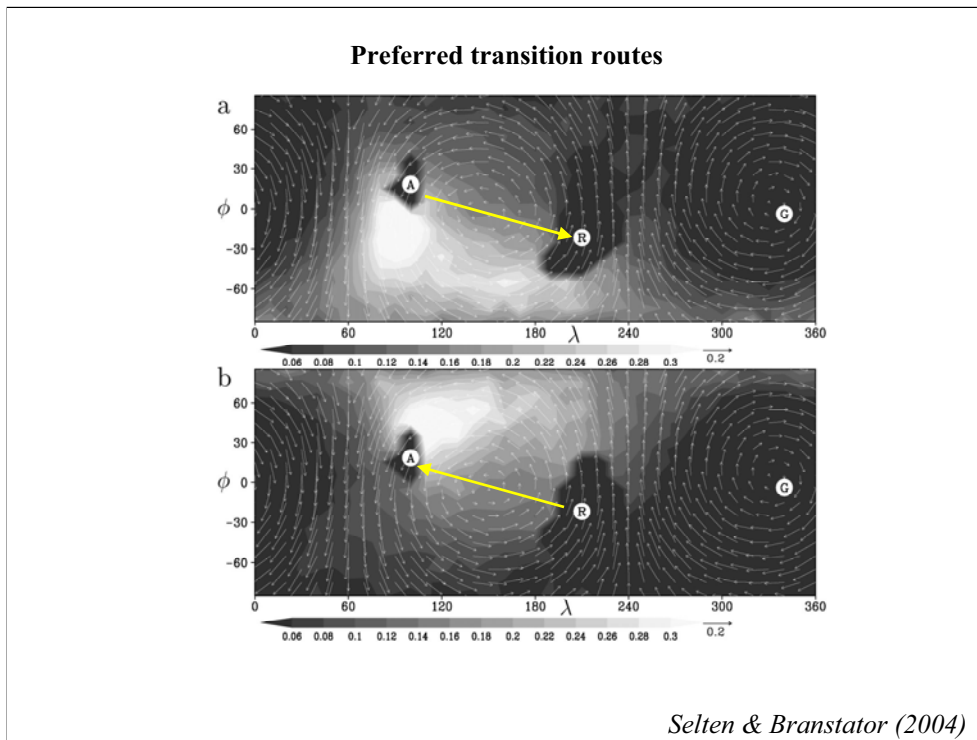 Preferred transition routes
a
60
30
ϕ 0
-30
-60
A
R
G
0 60 120 180 λ 240 300 360
0.06 0.08 0.1 0.12 0.14 0.16 0.18 0.2 0.22 0.24 0.26 0.28 0.3 0.2
b
60
30
ϕ 0
-30
-60
A
R
G
0 60 120 180 λ 240 300 360
0.06 0.08 0.1 0.12 0.14 0.16 0.18 0.2 0.22 0.24 0.26 0.28 0.3 0.2
Selten & Branstator (2004)